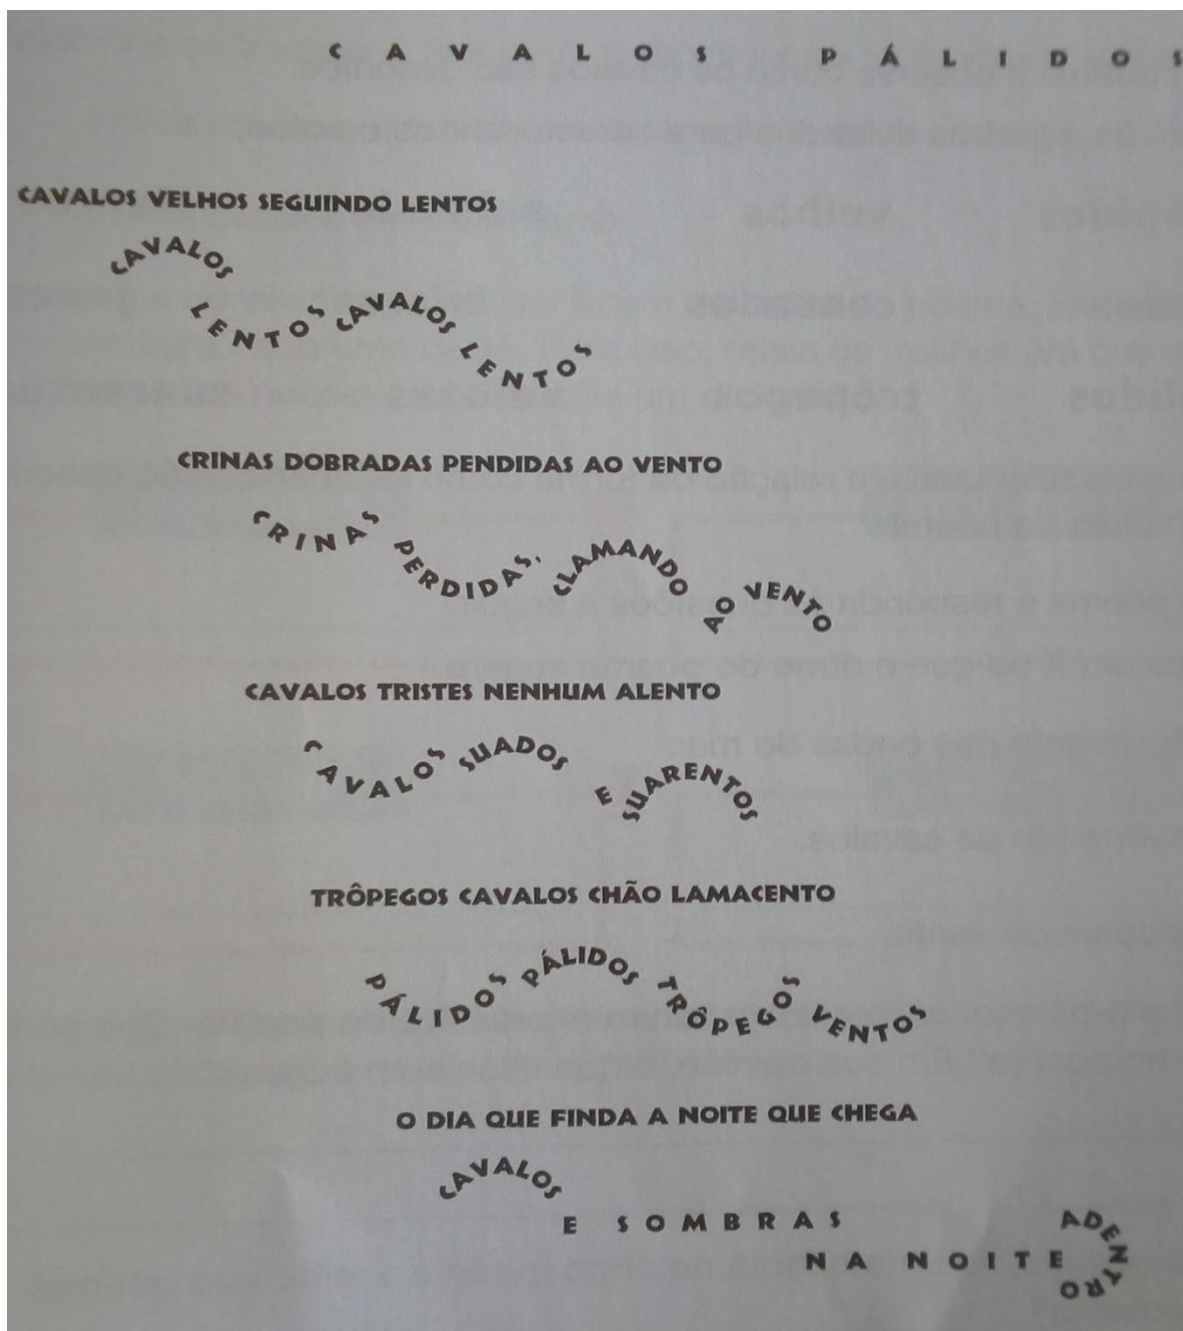 CAVALOS PÁLIDOS
CAVALOS VELHOS SEGUINDO LENTOS
CAVALOS LENTOS CAVALOS LENTOS
CRINAS DOBRADAS PENDIDAS AO VENTO
CRINAS PERDIDAS, CLAMANDO AO VENTO
CAVALOS TRISTES NENHUM ALENTO
CAVALOS SUADOS E SUARENTOS
TRÔPEGOS CAVALOS CHÃO LAMACENTO
PÁLIDOS PÁLIDOS TRÔPEGOS VENTOS
O DIA QUE FINDA A NOITE QUE CHEGA
CAVALOS
E SOMBRAS
NA NOITE ADENTRO